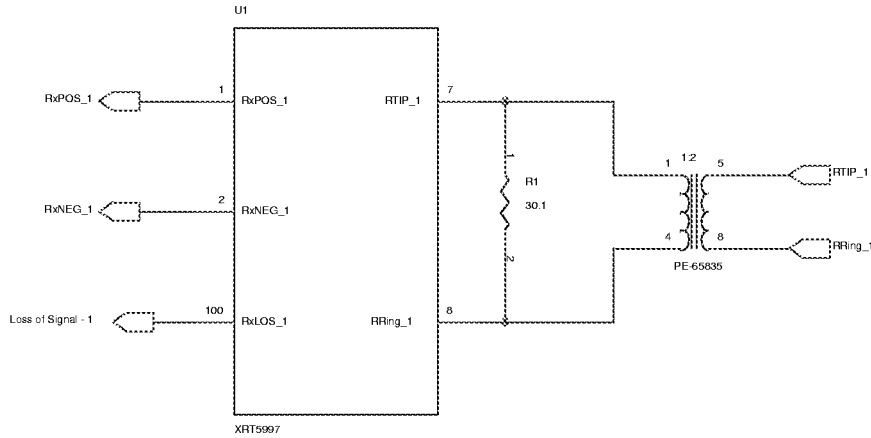 U1
RxPOS_1
1
RxPOS_1
RTIP_1
7
RxNEG_1
2
RxNEG_1
1
R1
30.1
2
1
1:2
5
RTIP_1
4
8
RRing_1
PE-65835
Loss of Signal - 1
100
RxLOS_1
RRing_1
8
XRT5997